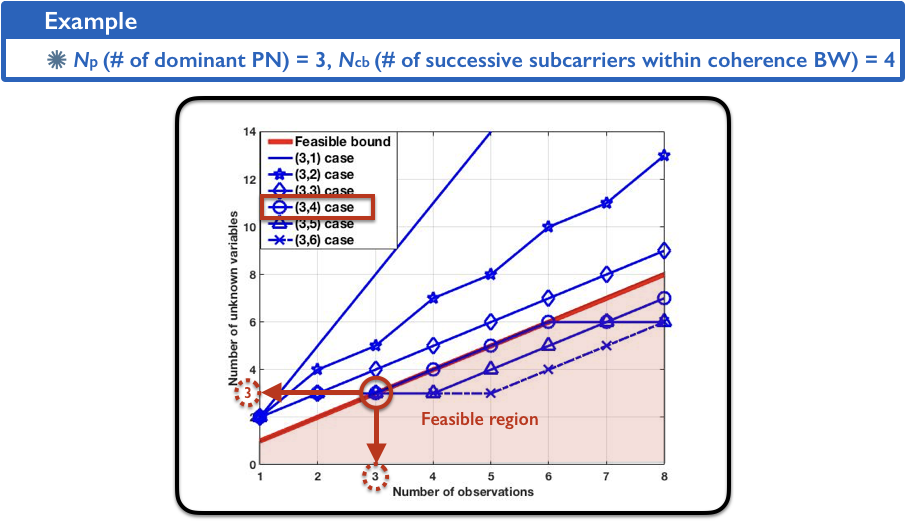 Example
Np (# of dominant PN) = 3, Ncb (# of successive subcarriers within coherence BW) = 4
14
12
10
8
6
4
2
0
Number of unknown variables
Feasible bound
(3,1) case
(3,2) case
(3,3) case
(3,4) case
(3,5) case
(3,6) case
3
Feasible region
1 2 3 4 5 6 7 8
Number of observations